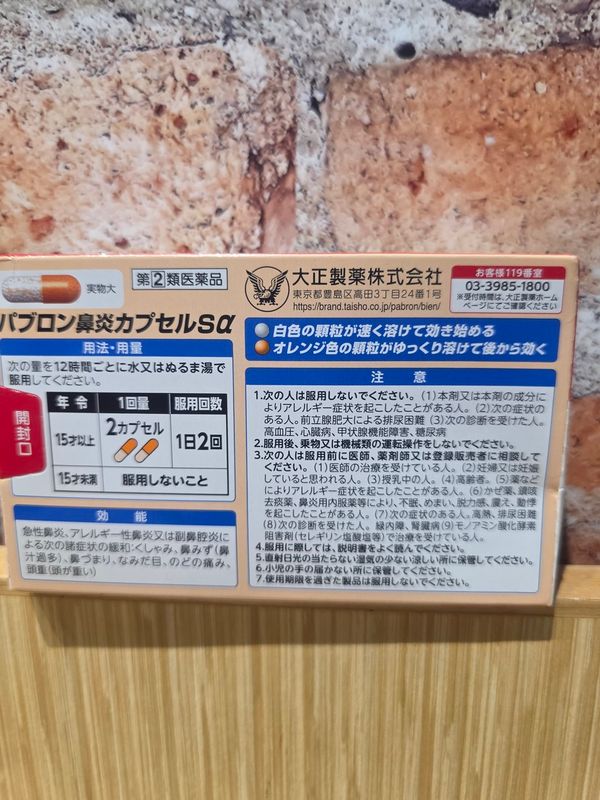 実物大
指②類医薬品
大正製薬株式会社
東京都豊島区高田3丁目24番1号
https://brand.taisho.co.jp/pabron/bien/
お客様119番室
03-3985-1800
※受付時間は、大正製薬ホーム
ページにてご確認ください
パブロン鼻炎カプセルSα
白色の顆粒が速く溶けて効き始める
オレンジ色の顆粒がゆっくり溶けて後から効く
用法・用量
次の量を12時間ごとに水又はぬるま湯で
服用してください。
年令 1回量 服用回数
15才以上 2カプセル 1日2回
15才未満 服用しないこと
開封口
効能
急性鼻炎、アレルギー性鼻炎又は副鼻腔炎に
よる次の諸症状の緩和:くしゃみ、鼻みず(鼻
汁過多)、鼻づまり、なみだ目、のどの痛み、
頭重(頭が重い)
注意
1.次の人は服用しないでください。(1)本剤又は本剤の成分に
よりアレルギー症状を起こしたことがある人。(2)次の症状の
ある人。前立腺肥大による排尿困難 (3)次の診断を受けた人。
高血圧、心臓病、甲状腺機能障害、糖尿病
2.服用後、乗物又は機械類の運転操作をしないでください。
3.次の人は服用前に医師、薬剤師又は登録販売者に相談して
ください。(1)医師の治療を受けている人。(2)妊婦又は妊娠
していると思われる人。(3)授乳中の人。(4)高齢者。(5)薬など
によりアレルギー症状を起こしたことがある人。(6)かぜ薬、鎮咳
去痰薬、鼻炎用内服薬等により、不眠、めまい、脱力感、震え、動悸
を起こしたことがある人。(7)次の症状のある人。高熱、排尿困難
(8)次の診断を受けた人。緑内障、腎臓病(9)モノアミン酸化酵素
阻害剤(セレギリン塩酸塩等)で治療を受けている人。
4.服用に際しては、説明書をよく読んでください。
5.直射日光の当たらない湿気の少ない涼しい所に保管してください。
6.小児の手の届かない所に保管してください。
7.使用期限を過ぎた製品は服用しないでください。